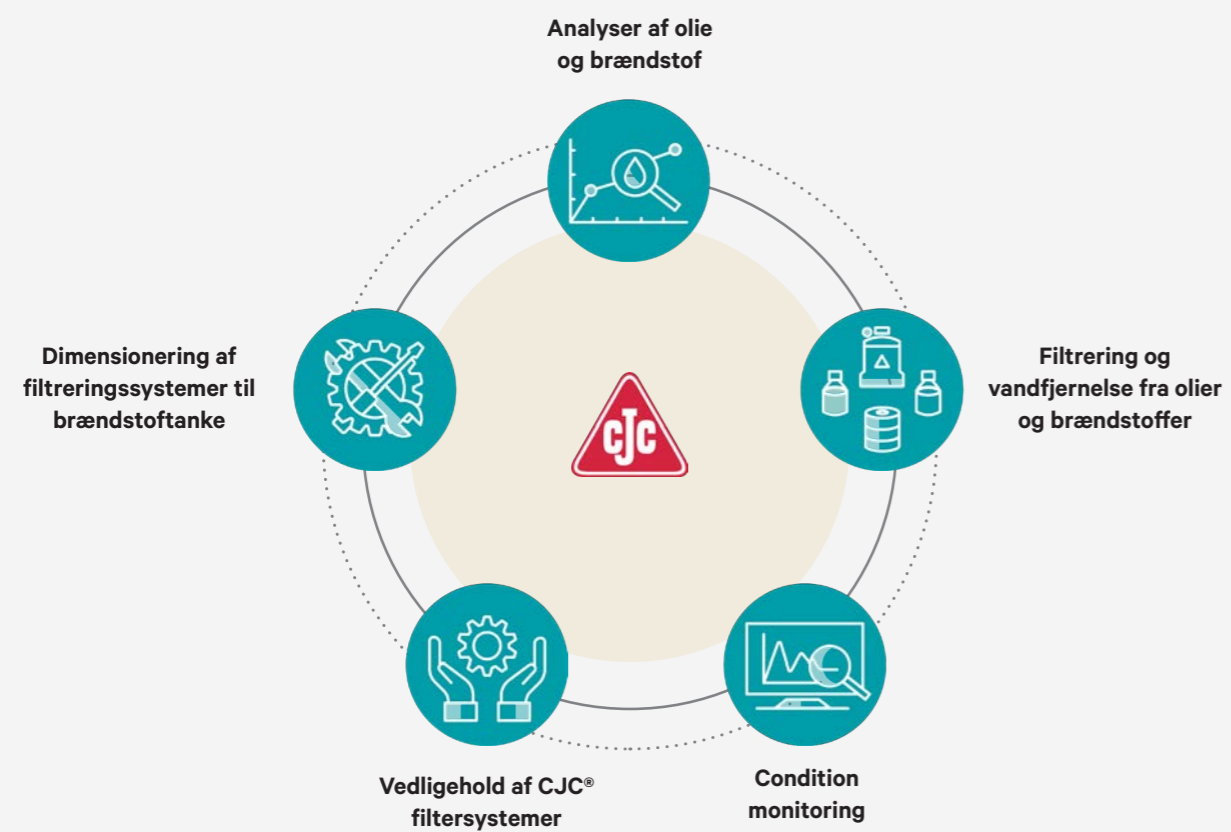 Analyser af olie
og brændstof
Dimensionering af
filtreringssystemer til
brændstoftanke
Filtrering og
vandfjernelse fra olier
og brændstoffer
CJC
Vedligehold af CJC®
filtersystemer
Condition
monitoring